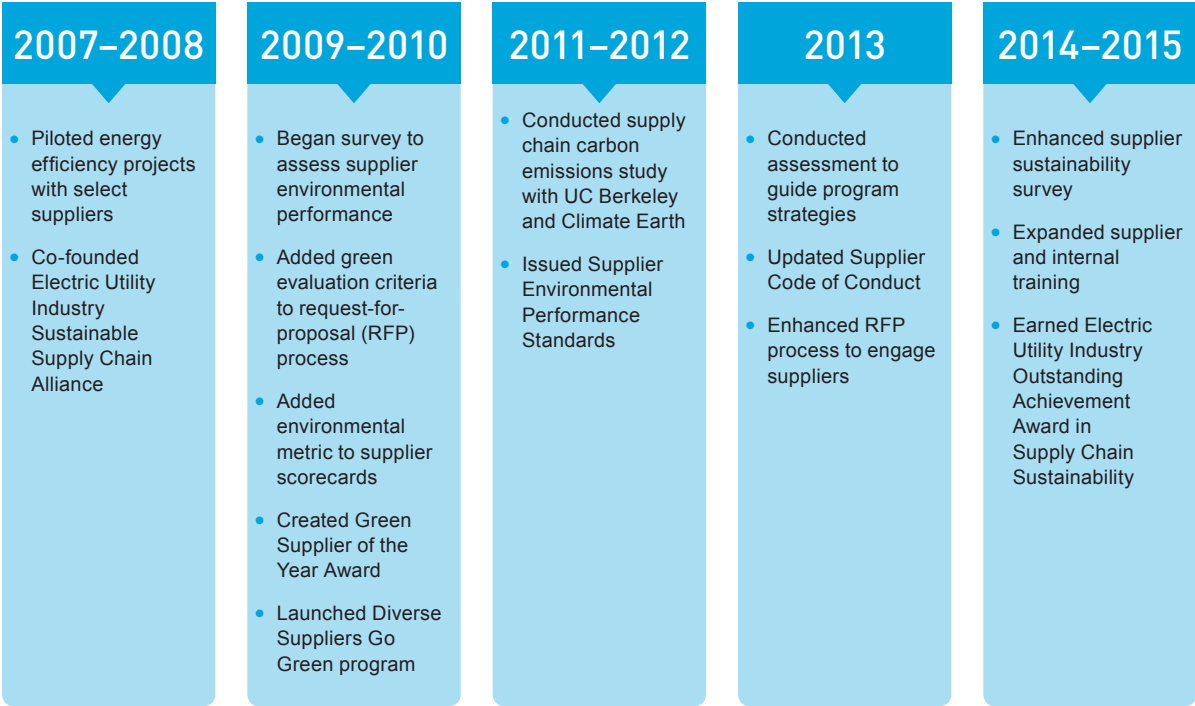 2007–2008
• Piloted energy
efficiency projects
with select
suppliers
• Co-founded
Electric Utility
Industry
Sustainable
Supply Chain
Alliance
2009–2010
• Began survey to
assess supplier
environmental
performance
• Added green
evaluation criteria
to request-for-
proposal (RFP)
process
• Added
environmental
metric to supplier
scorecards
• Created Green
Supplier of the
Year Award
• Launched Diverse
Suppliers Go
Green program
2011–2012
• Conducted supply
chain carbon
emissions study
with UC Berkeley
and Climate Earth
• Issued Supplier
Environmental
Performance
Standards
2013
• Conducted
assessment to
guide program
strategies
• Updated Supplier
Code of Conduct
• Enhanced RFP
process to engage
suppliers
2014–2015
• Enhanced supplier
sustainability
survey
• Expanded supplier
and internal
training
• Earned Electric
Utility Industry
Outstanding
Achievement
Award in
Supply Chain
Sustainability